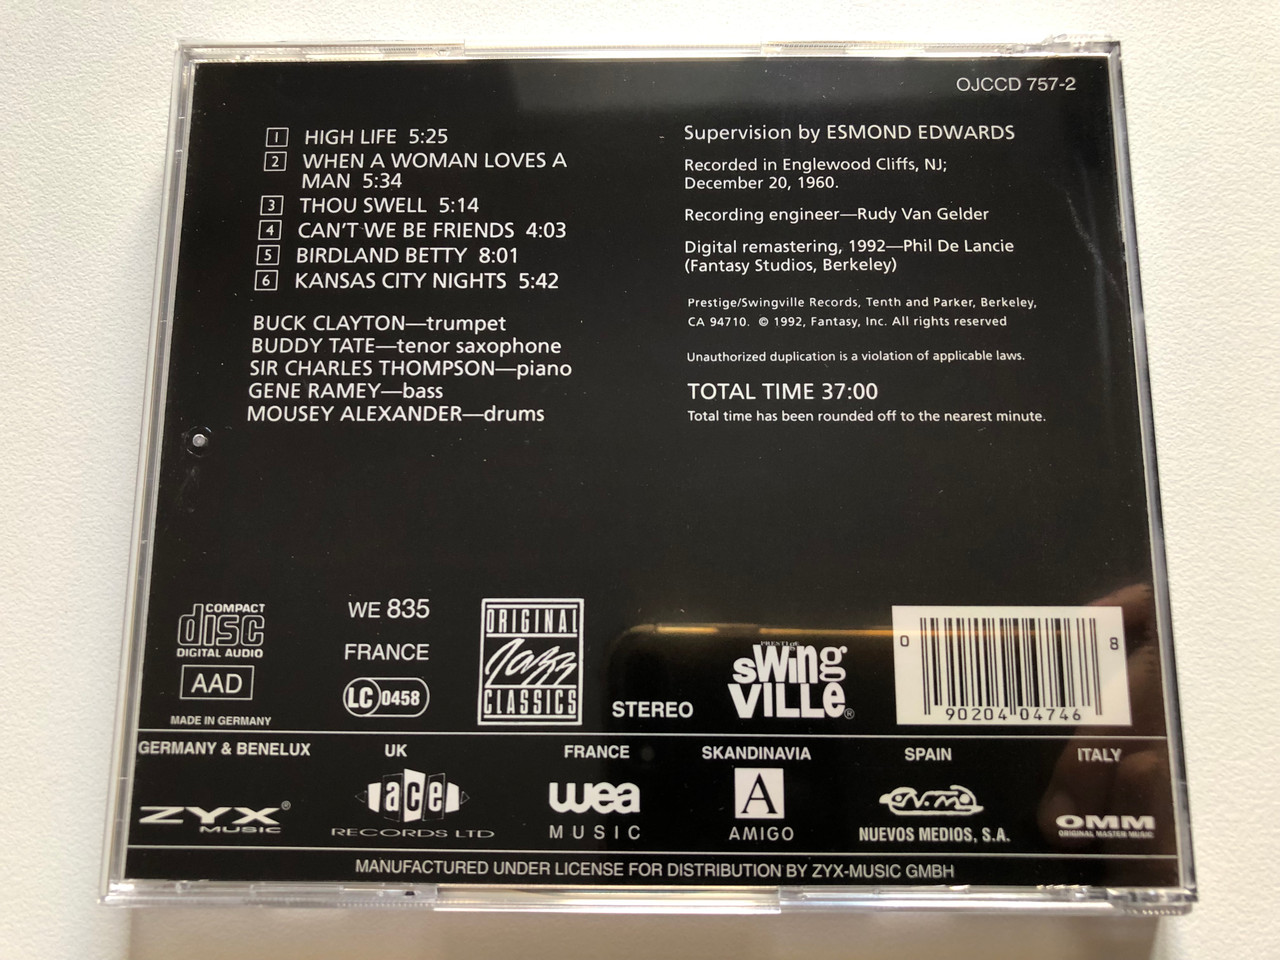 OJCCD 757-2
1 HIGH LIFE 5:25
2 WHEN A WOMAN LOVES A
MAN 5:34
3 THOU SWELL 5:14
4 CAN'T WE BE FRIENDS 4:03
5 BIRDLAND BETTY 8:01
6 KANSAS CITY NIGHTS 5:42
BUCK CLAYTON—trumpet
BUDDY TATE—tenor saxophone
SIR CHARLES THOMPSON—piano
GENE RAMEY—bass
MOUSEY ALEXANDER—drums
Supervision by ESMOND EDWARDS
Recorded in Englewood Cliffs, NJ;
December 20, 1960.
Recording engineer—Rudy Van Gelder
Digital remastering, 1992—Phil De Lancie
(Fantasy Studios, Berkeley)
Prestige/Swingville Records, Tenth and Parker, Berkeley,
CA 94710. © 1992, Fantasy, Inc. All rights reserved
Unauthorized duplication is a violation of applicable laws.
TOTAL TIME 37:00
Total time has been rounded off to the nearest minute.
COMPACT
disc
DIGITAL AUDIO
AAD
MADE IN GERMANY
WE 835
FRANCE
LC 0458
ORIGINAL
Jazz
CLASSICS
STEREO
PRESTIGE
swing
VILLe®
0 90204 04746 8
GERMANY & BENELUX
ZYX®
MUSIC
UK
ace
RECORDS LTD
FRANCE
wea
MUSIC
SKANDINAVIA
A
AMIGO
SPAIN
N.M.
NUEVOS MEDIOS, S.A.
ITALY
OMM
ORIGINAL MASTER MUSIC
MANUFACTURED UNDER LICENSE FOR DISTRIBUTION BY ZYX-MUSIC GMBH